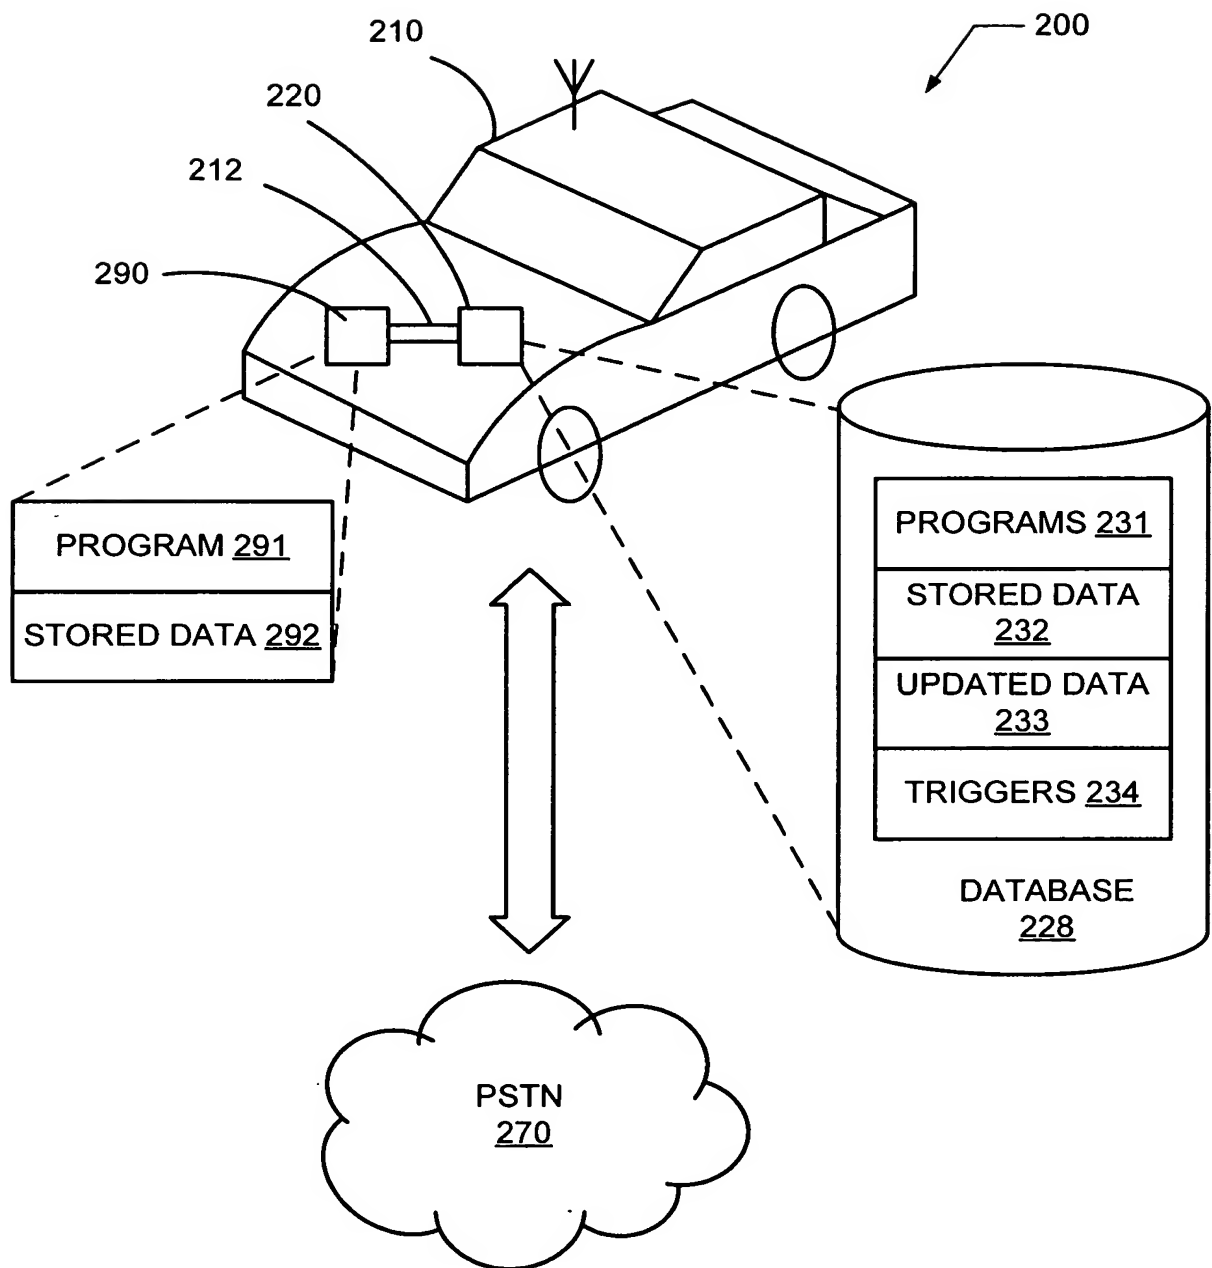 200
210
220
212
290
PROGRAM 291
STORED DATA 292
PROGRAMS 231
STORED DATA
232
UPDATED DATA
233
TRIGGERS 234
DATABASE
228
PSTN
270